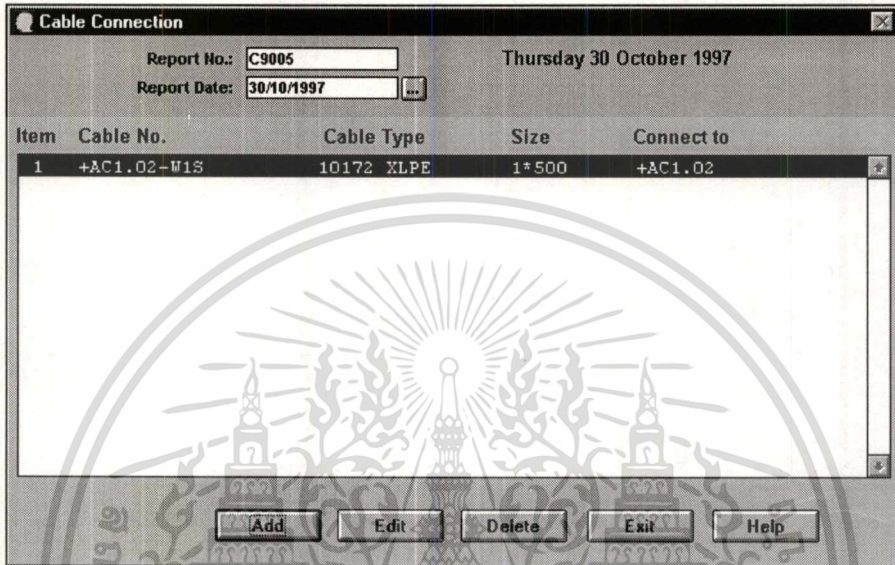 Cable Connection
Report No.: C9005 Thursday 30 October 1997
Report Date: 30/10/1997 ...
Item Cable No. Cable Type Size Connect to
1 +AC1.02-W1S 10172 XLPE 1*500 +AC1.02
Add Edit Delete Exit Help